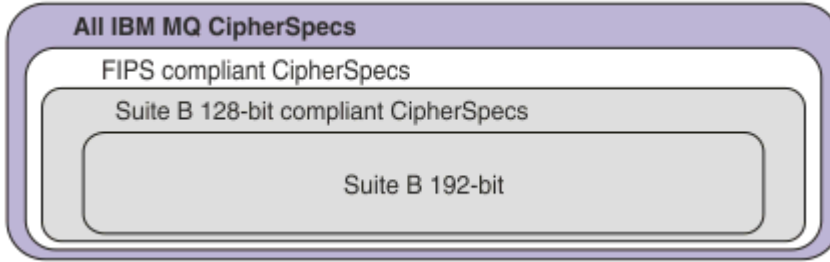 All IBM MQ CipherSpecs
FIPS compliant CipherSpecs
Suite B 128-bit compliant CipherSpecs
Suite B 192-bit